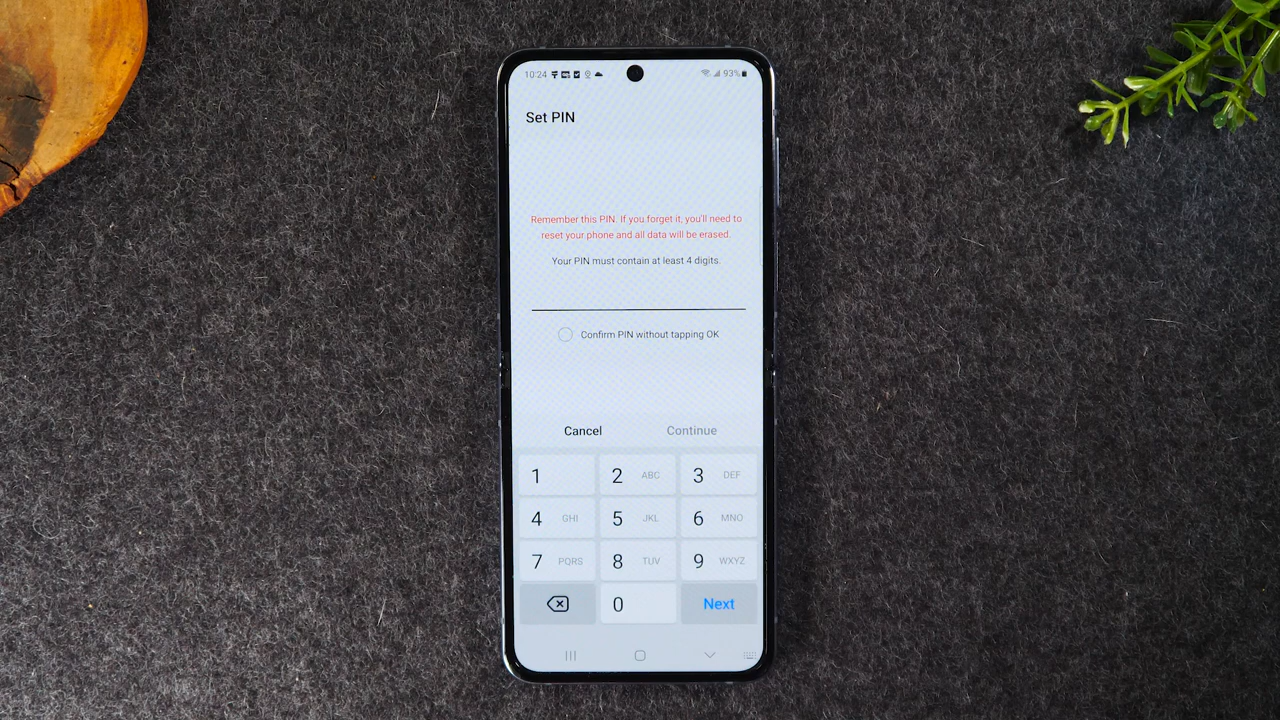 10:24 93%
Set PIN
Remember this PIN. If you forget it, you'll need to
reset your phone and all data will be erased.
Your PIN must contain at least 4 digits.
Confirm PIN without tapping OK
Cancel Continue
1 2 ABC 3 DEF
4 GHI 5 JKL 6 MNO
7 PQRS 8 TUV 9 WXYZ
0 Next